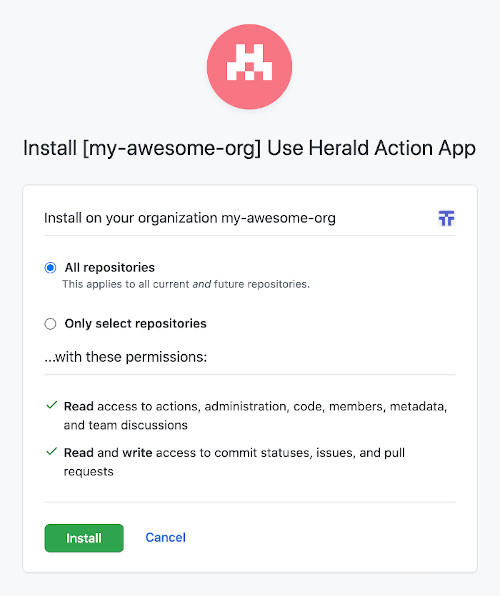 Install [my-awesome-org] Use Herald Action App
Install on your organization my-awesome-org
All repositories
This applies to all current and future repositories.
Only select repositories
...with these permissions:
Read access to actions, administration, code, members, metadata,
and team discussions
Read and write access to commit statuses, issues, and pull
requests
Install
Cancel